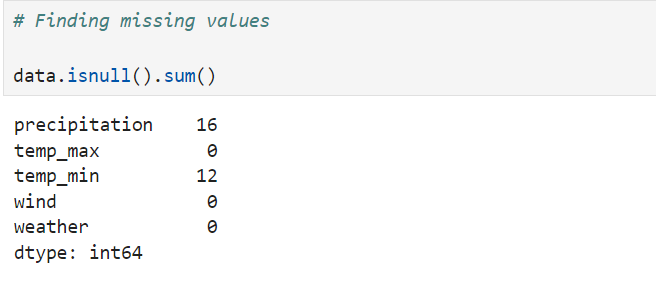 # Finding missing values
data.isnull().sum()
precipitation    16
temp_max          0
temp_min         12
wind              0
weather           0
dtype: int64